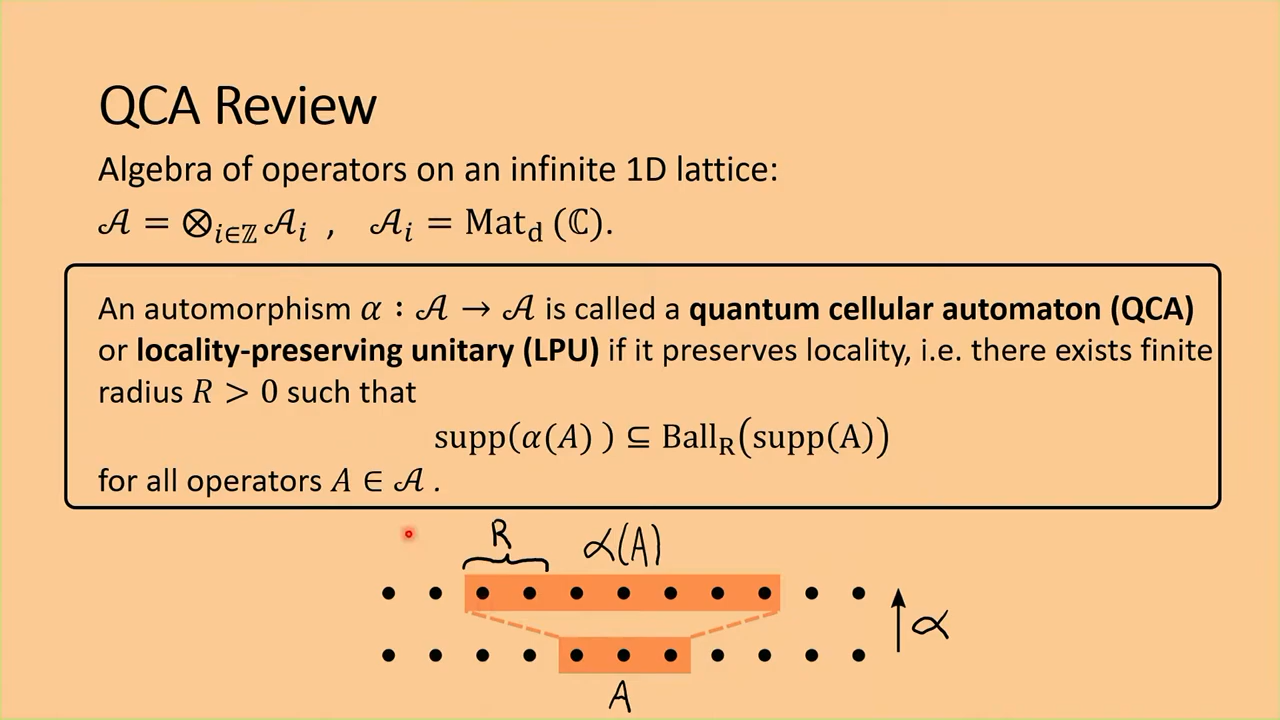 QCA Review
Algebra of operators on an infinite 1D lattice:
𝒜 = ⊗_{i∈ℤ} 𝒜_i , 𝒜_i = Mat_d (ℂ).
An automorphism α : 𝒜 → 𝒜 is called a quantum cellular automaton (QCA)
or locality-preserving unitary (LPU) if it preserves locality, i.e. there exists finite
radius R > 0 such that
supp(α(A) ) ⊆ Ball_R(supp(A))
for all operators A ∈ 𝒜 .
R α(A)
α
A